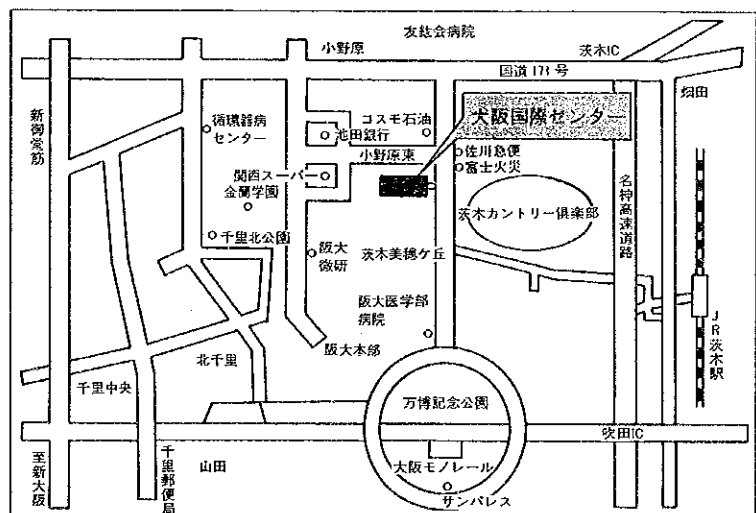 友紘会病院
小野原
茨木IC
国道171号
畑田
新御堂筋
循環器病
センター
池田銀行
コスモ石油
大阪国際センター
小野原東
佐川急便
富士火災
関西スーパー
金蘭学園
茨木カントリー倶楽部
名神高速道路
千里北公園
阪大
微研
茨木美穂ケ丘
阪大医学部
病院
JR茨木駅
阪大本部
北千里
千里中央
万博記念公園
吹田IC
至新大阪
千里郵便局
山田
大阪モノレール
サンパレス